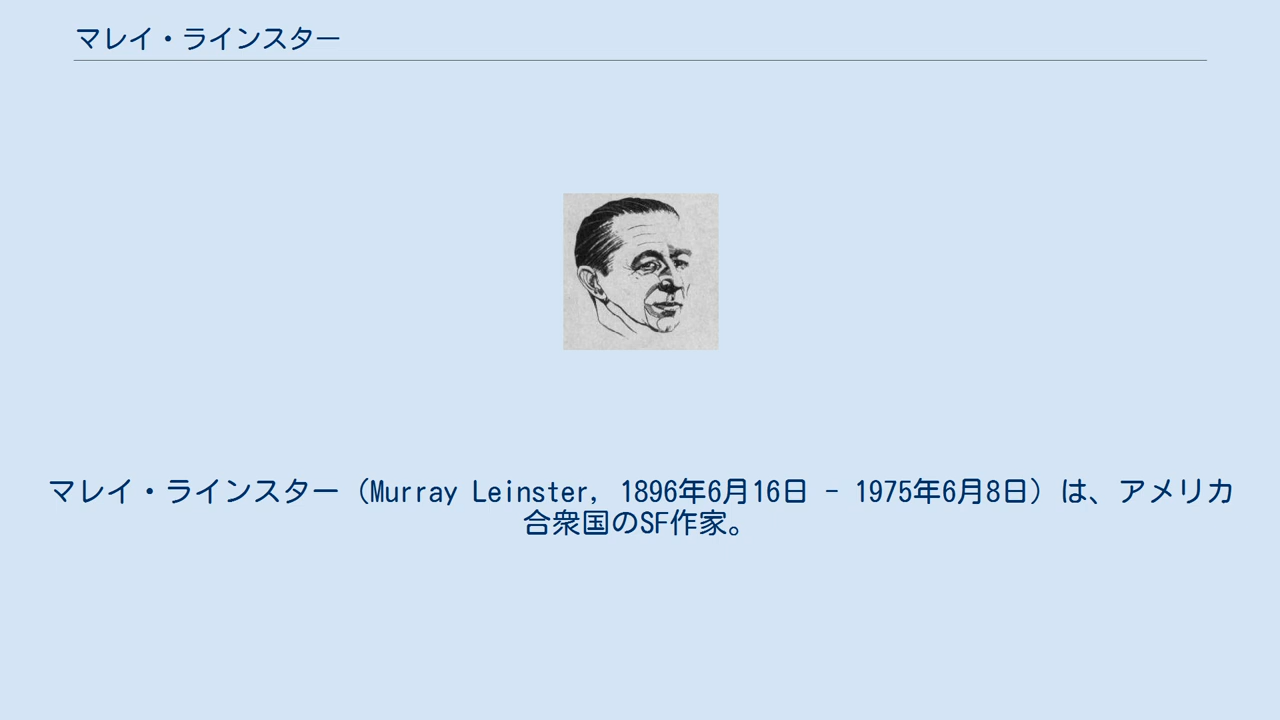 マレイ・ラインスター
マレイ・ラインスター（Murray Leinster, 1896年6月16日 - 1975年6月8日）は、アメリカ
合衆国のSF作家。